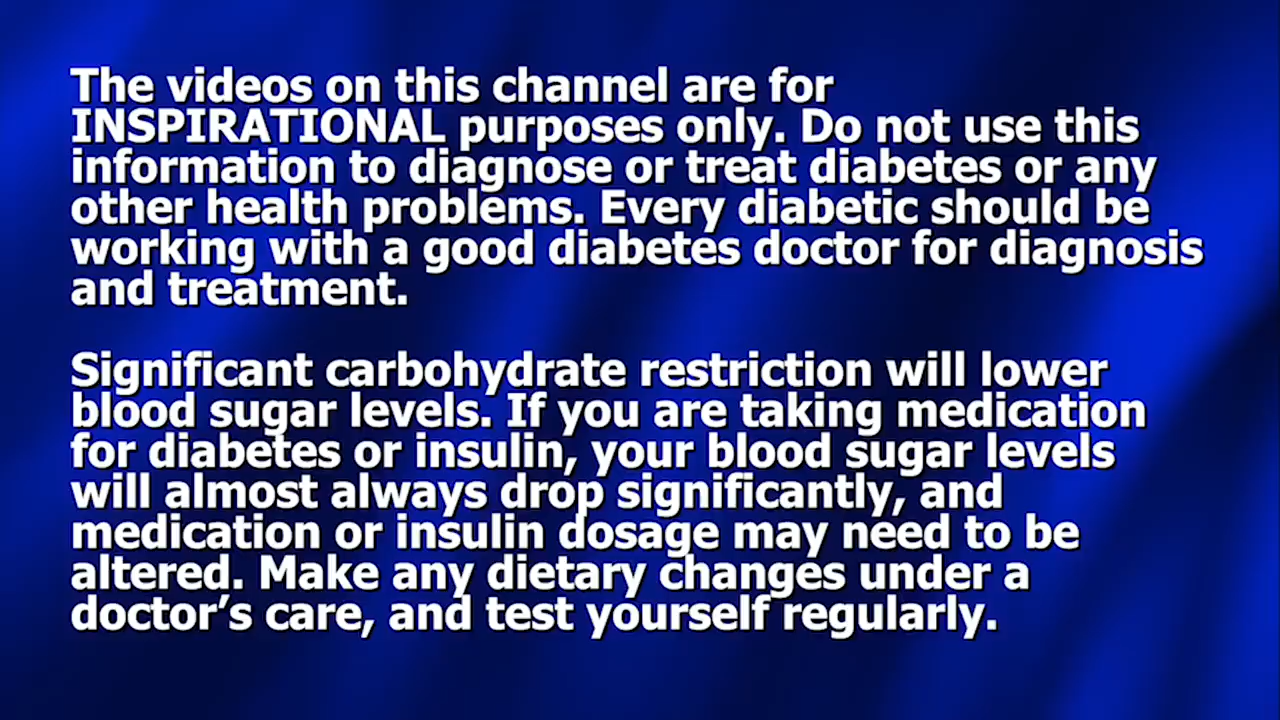 The videos on this channel are for
INSPIRATIONAL purposes only. Do not use this
information to diagnose or treat diabetes or any
other health problems. Every diabetic should be
working with a good diabetes doctor for diagnosis
and treatment.
Significant carbohydrate restriction will lower
blood sugar levels. If you are taking medication
for diabetes or insulin, your blood sugar levels
will almost always drop significantly, and
medication or insulin dosage may need to be
altered. Make any dietary changes under a
doctor’s care, and test yourself regularly.